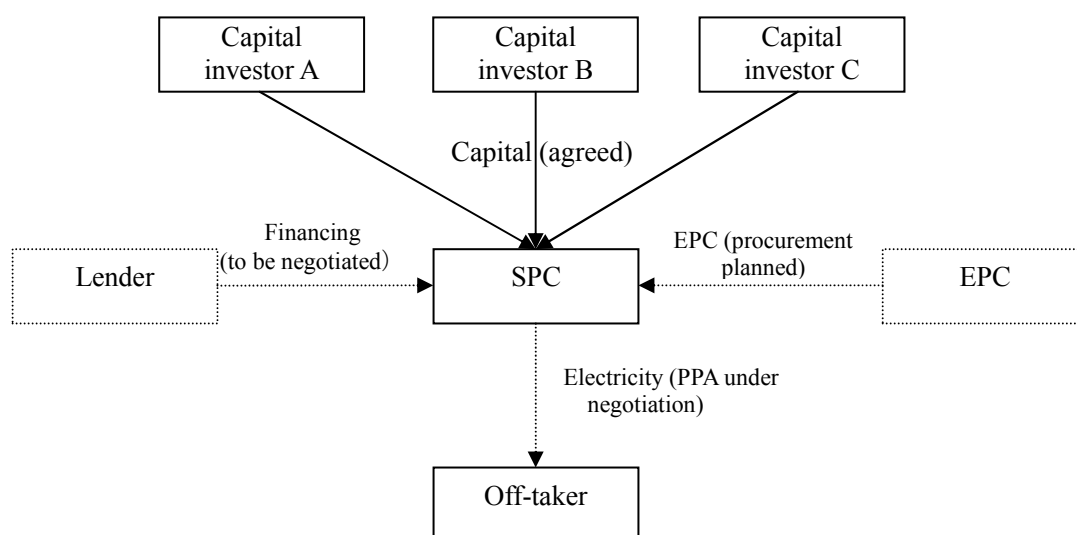 Capital
investor A
Capital
investor B
Capital
investor C
Capital (agreed)
Financing
(to be negotiated）
EPC (procurement
planned)
Lender
SPC
EPC
Electricity (PPA under
negotiation)
Off-taker